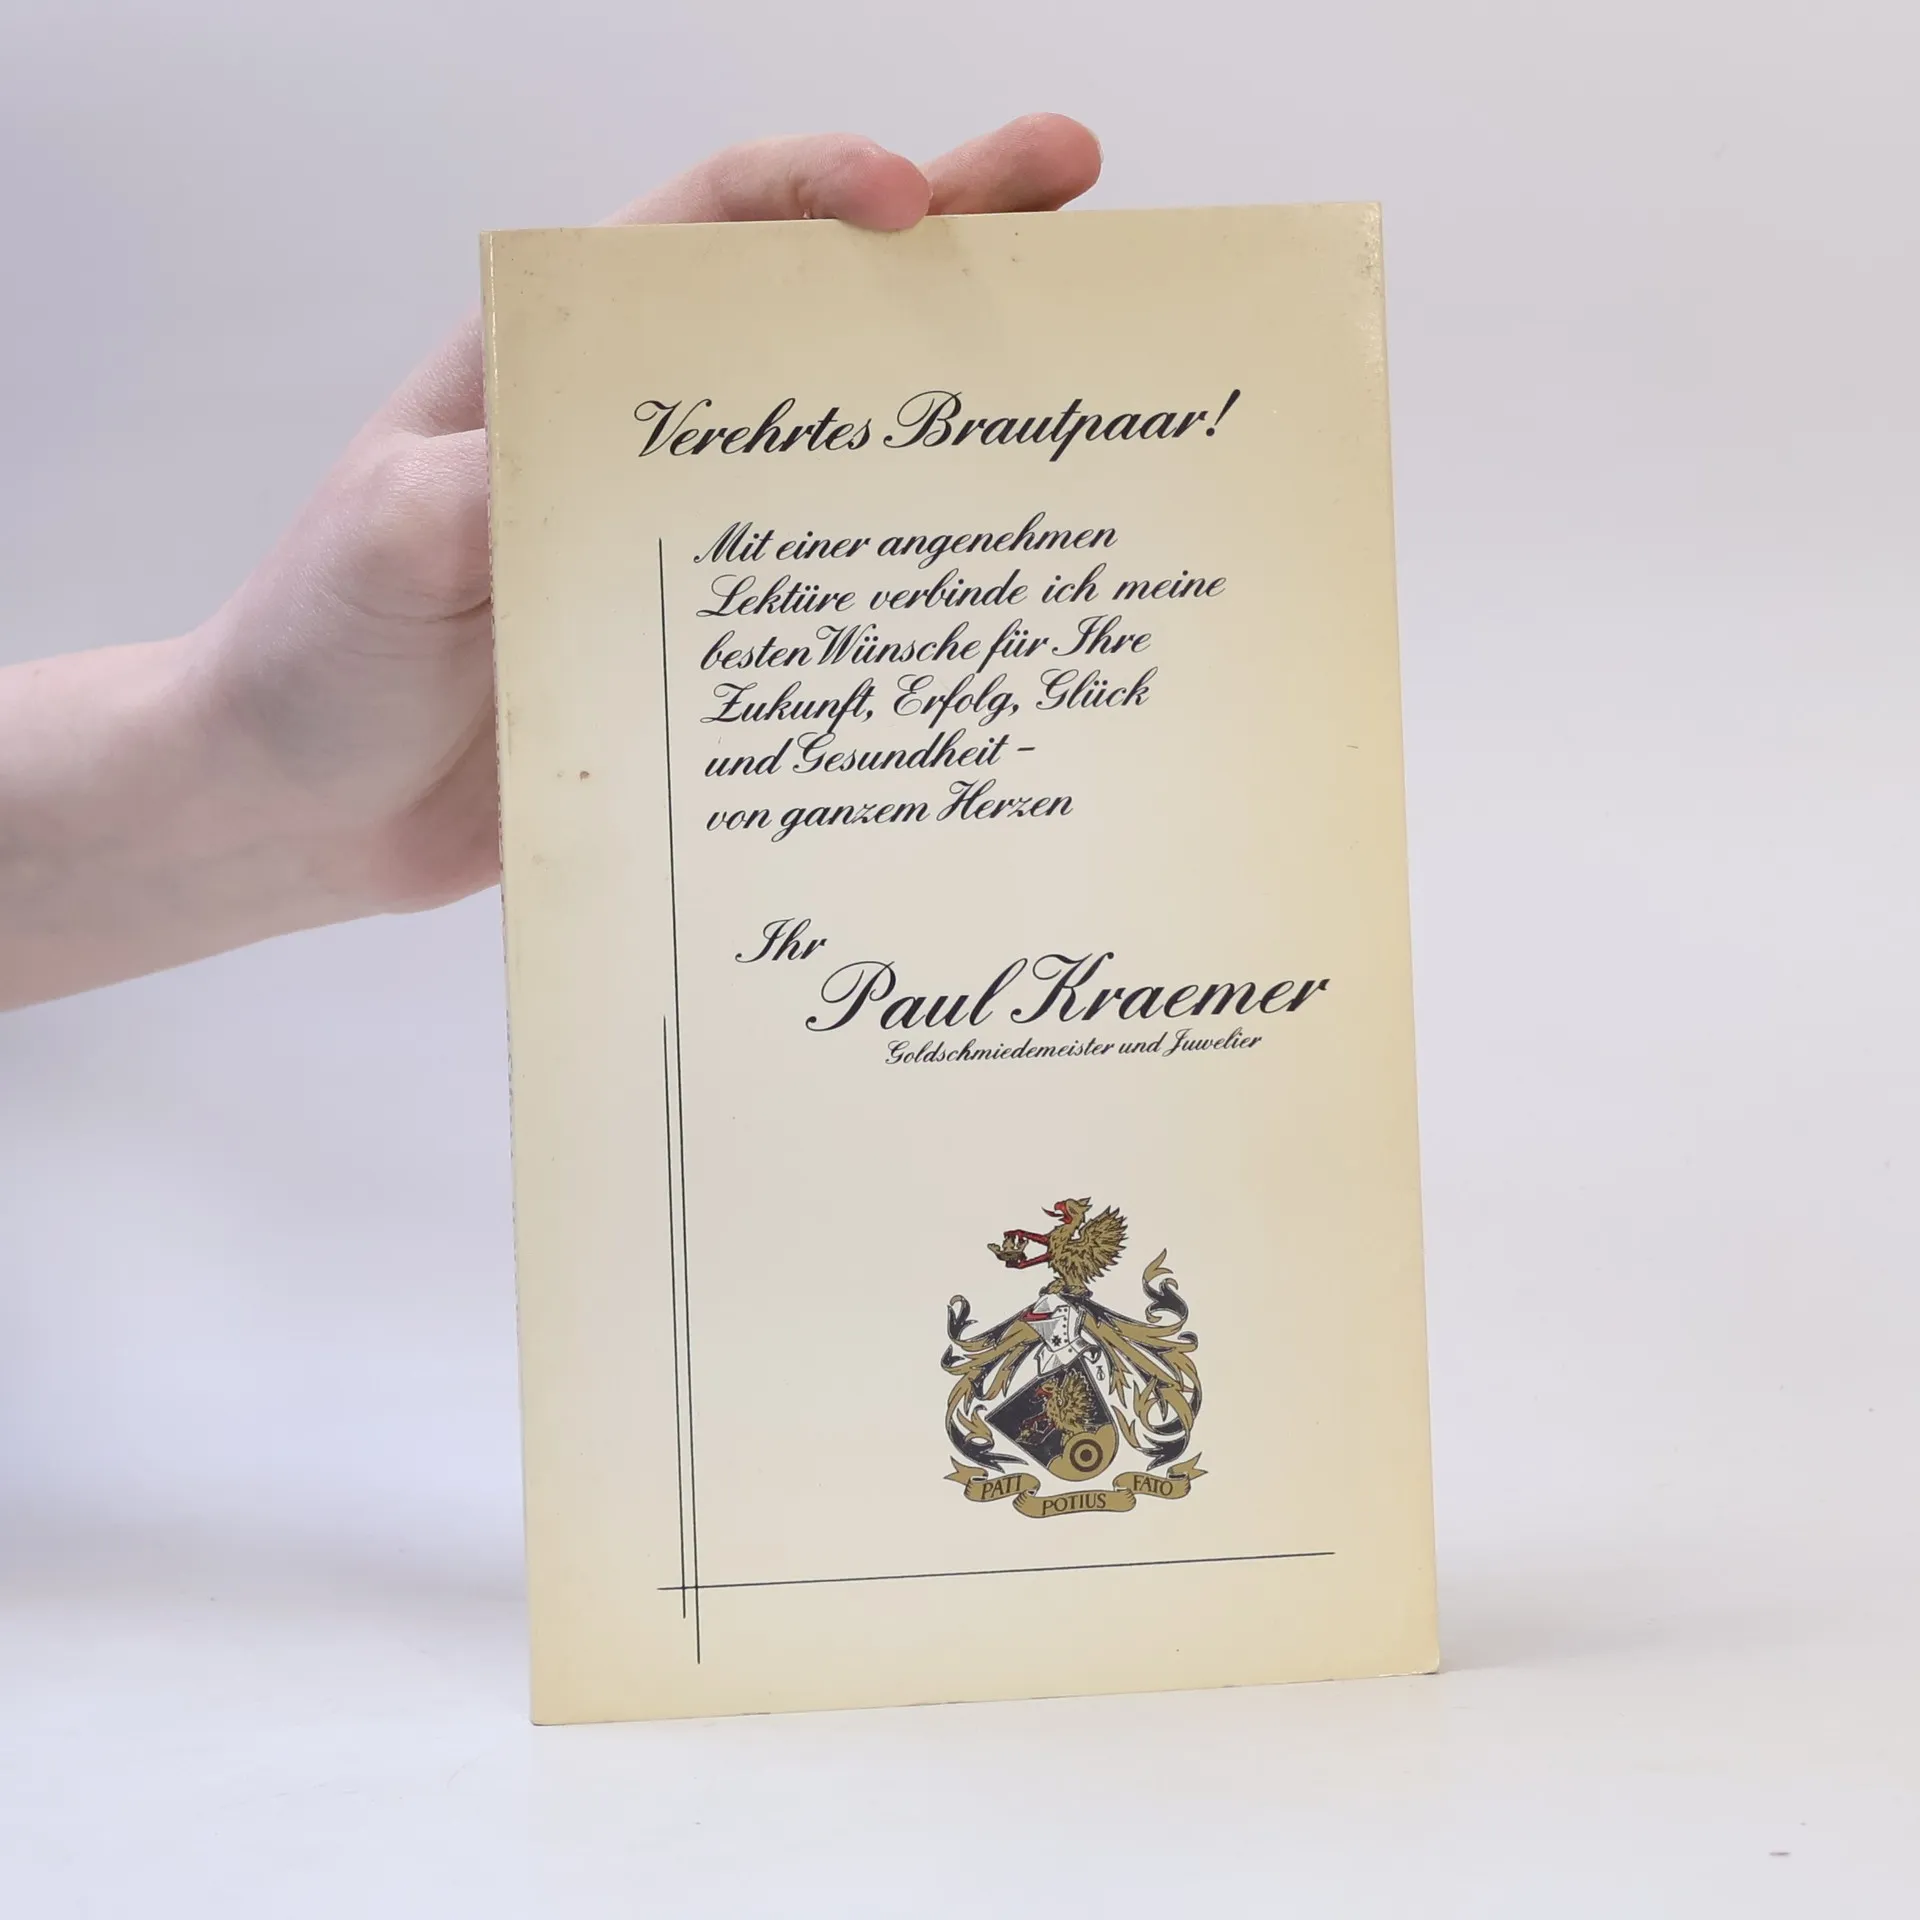 Verehrtes Brautpaar!
Mit einer angenehmen
Lektüre verbinde ich meine
besten Wünsche für Ihre
Zukunft, Erfolg, Glück
und Gesundheit –
von ganzem Herzen
Ihr
Paul Kraemer
Goldschmiedemeister und Juwelier
PATI POTIUS FATO